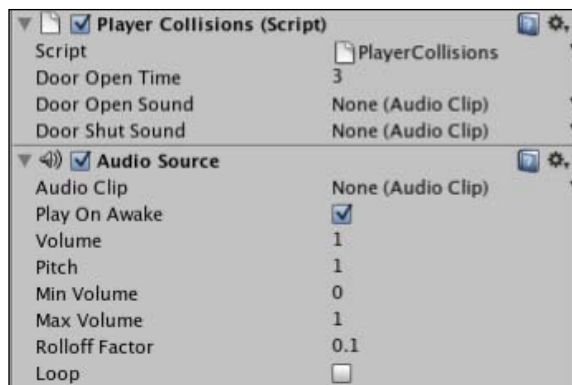 Player Collisions (Script)
Script PlayerCollisions
Door Open Time 3
Door Open Sound None (Audio Clip)
Door Shut Sound None (Audio Clip)
Audio Source
Audio Clip None (Audio Clip)
Play On Awake
Volume 1
Pitch 1
Min Volume 0
Max Volume 1
Rolloff Factor 0.1
Loop